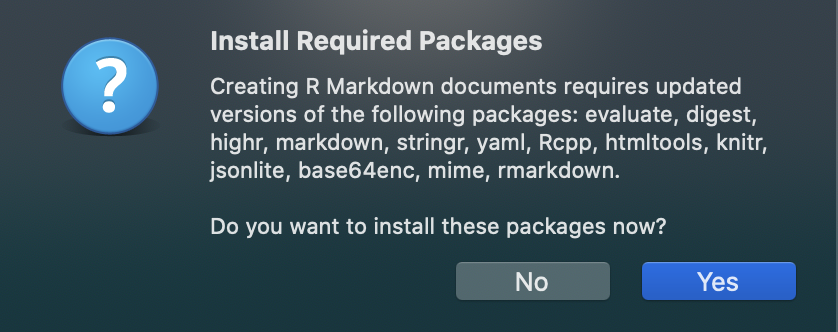 ?
Install Required Packages
Creating R Markdown documents requires updated
versions of the following packages: evaluate, digest,
highr, markdown, stringr, yaml, Rcpp, htmltools, knitr,
jsonlite, base64enc, mime, rmarkdown.
Do you want to install these packages now?
No
Yes